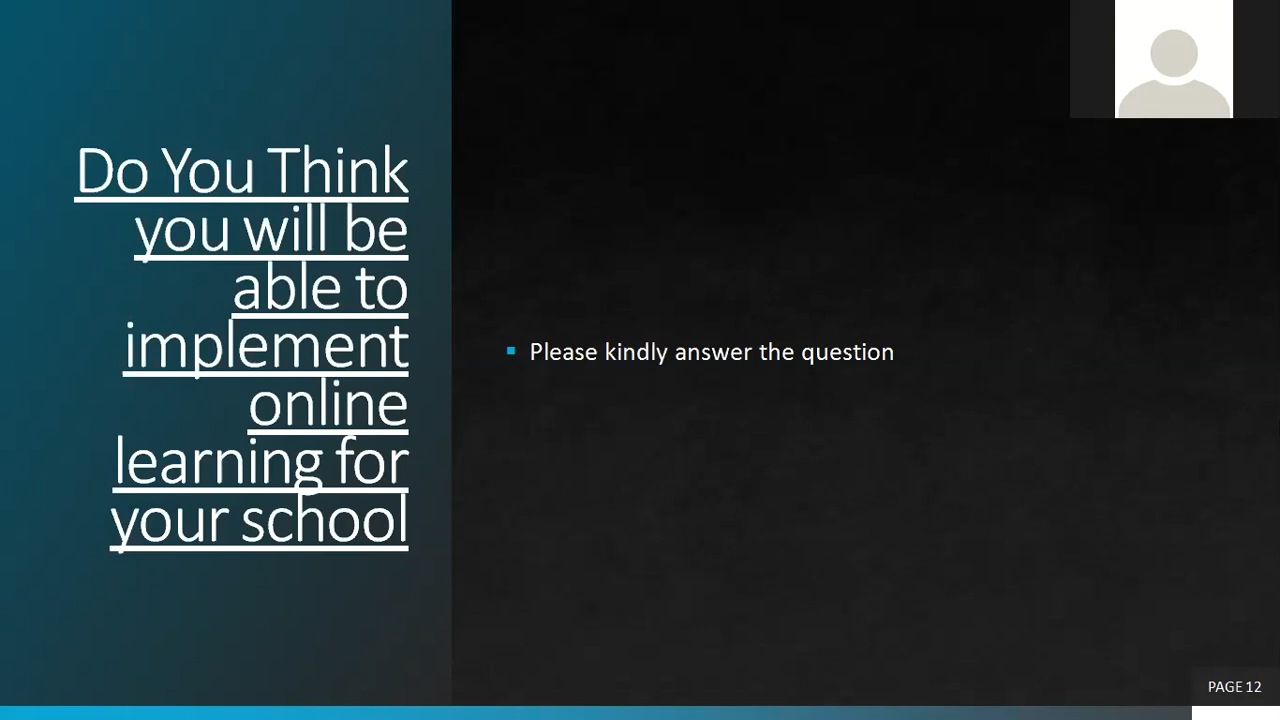 Do You Think
you will be
able to
implement
online
learning for
your school
Please kindly answer the question
PAGE 12